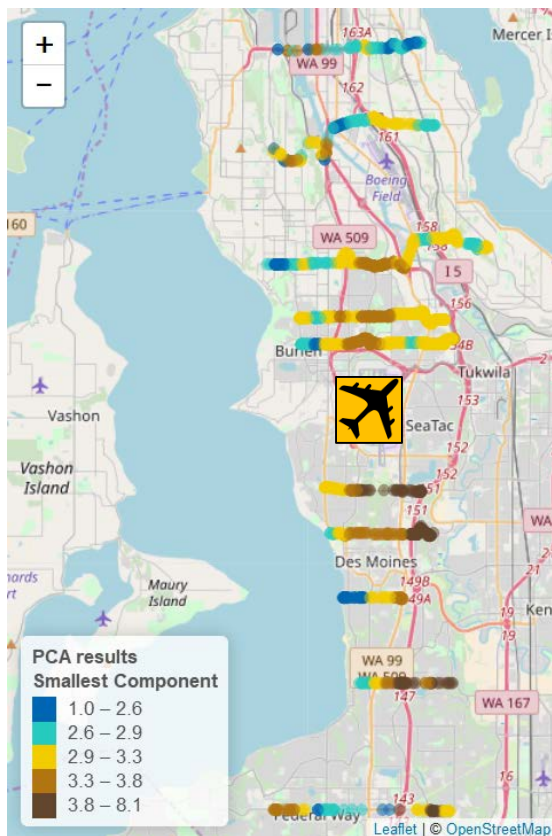 +
163A
Mercer I
WA 99
−
162
161
Boeing
Field
160
WA 509
158
I 5
156
Burien
Tukwila
153
Vashon
SeaTac
Vashon
Island
152
152
151
WA
Des Moines
21
Maury
Island
149B
Ken
49A
19
19
WA 99
PCA results
Smallest Component
WA 167
147
1.0 – 2.6
2.6 – 2.9
2.9 – 3.3
16
3.3 – 3.8
143
3.8 – 8.1
Federal Way
Leaflet | © OpenStreetMap